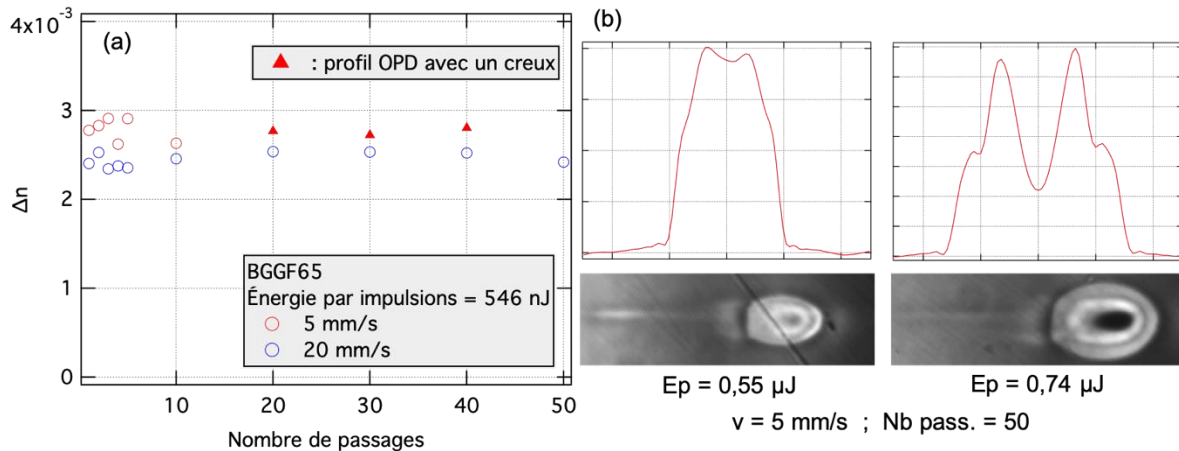 (a)
4x10⁻³
3
2
1
0
Δn
▲ : profil OPD avec un creux
BGGF65
Énergie par impulsions = 546 nJ
5 mm/s
20 mm/s
10
20
30
40
50
Nombre de passages
(b)
Ep = 0,55 µJ
Ep = 0,74 µJ
v = 5 mm/s ; Nb pass. = 50